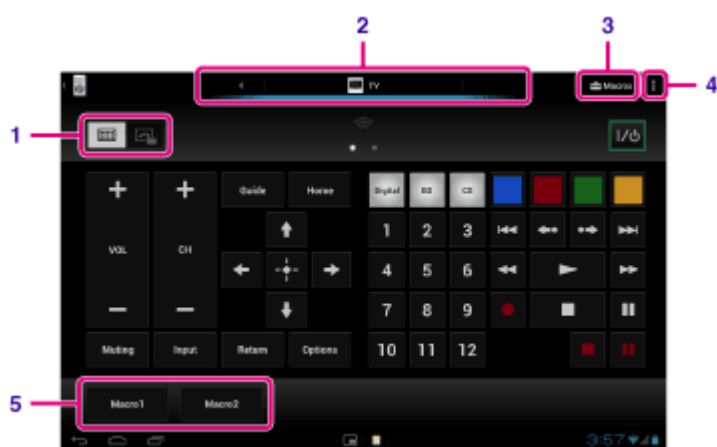 2
3
TV
Macros
4
1
Guide
Home
Digital
BS
CS
VOL
CH
1
2
3
4
5
6
7
8
9
Muting
Input
Return
Options
10
11
12
5
Macro1
Macro2
3:57